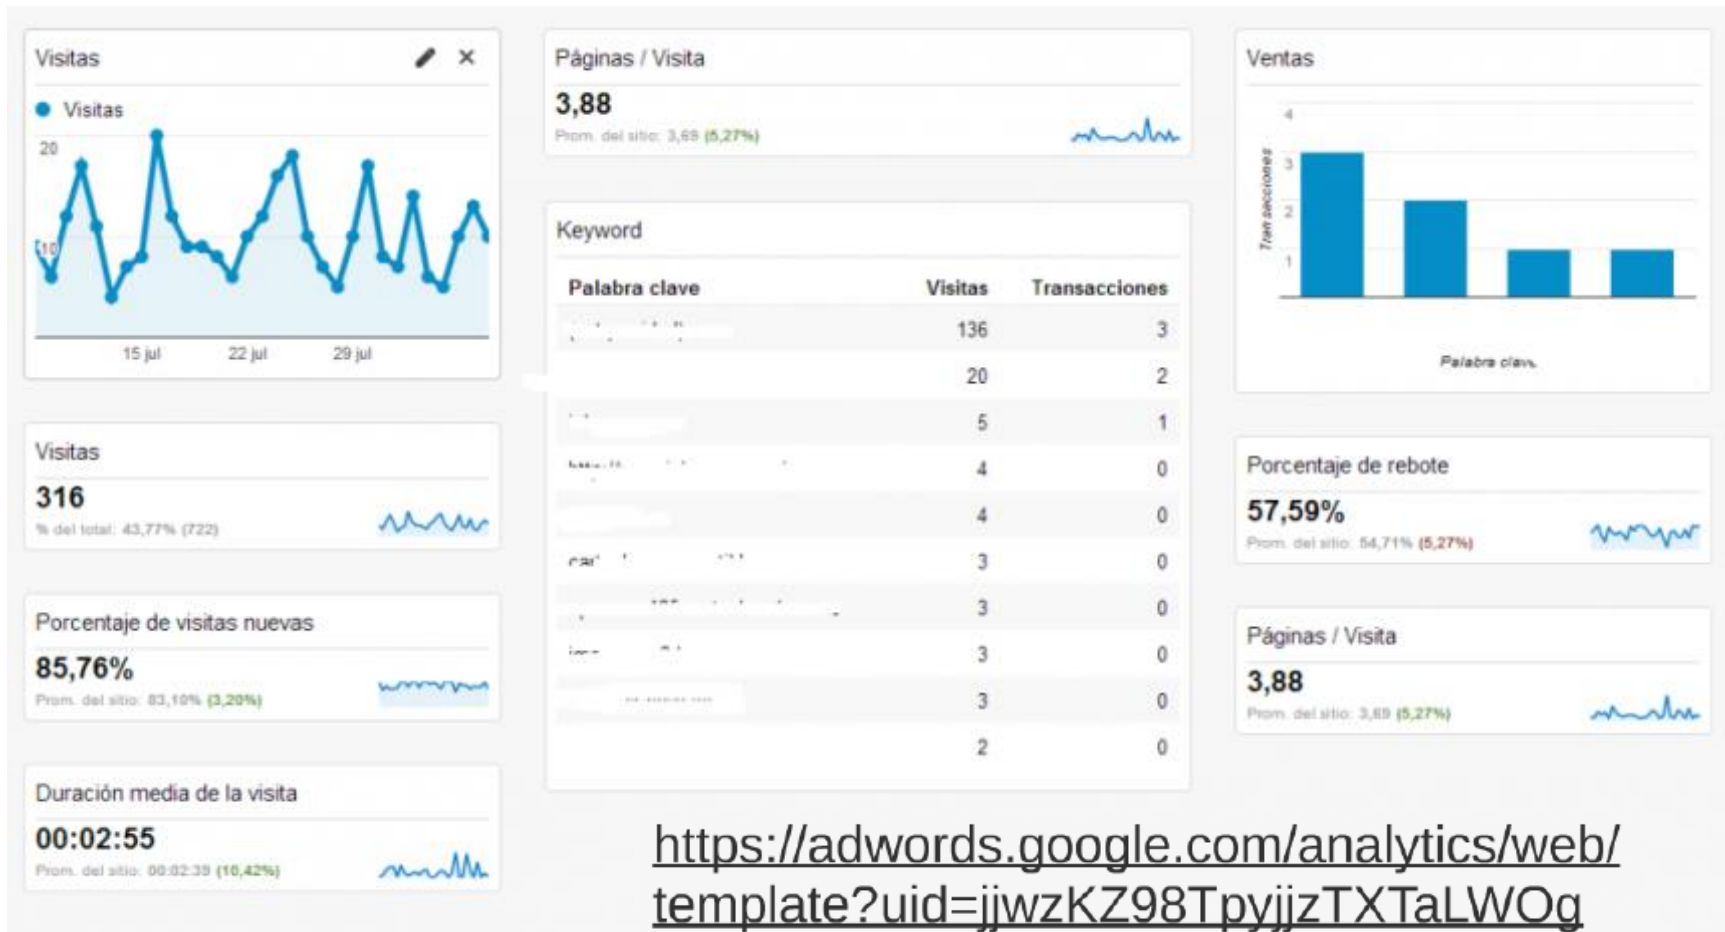 Visitas
Visitas
20
10
15 jul
22 jul
29 jul
Visitas
316
% del total: 43,77% (722)
Porcentaje de visitas nuevas
85,76%
Prom. del sitio: 83,10% (3,20%)
Duración media de la visita
00:02:55
Prom. del sitio: 00:02:39 (10,42%)
Páginas / Visita
3,88
Prom. del sitio: 3,69 (5,27%)
Keyword
Palabra clave Visitas Transacciones
136 3
20 2
5 1
4 0
4 0
3 0
3 0
3 0
3 0
2 0
Ventas
4
3
2
1
Transacciones
Palabra
Porcentaje de rebote
57,59%
Prom. del sitio: 54,71% (5,27%)
Páginas / Visita
3,88
Prom. del sitio: 3,69 (5,27%)
https://adwords.google.com/analytics/web/
template?uid=jjwzKZ98TpyjjzTXTaLWOg